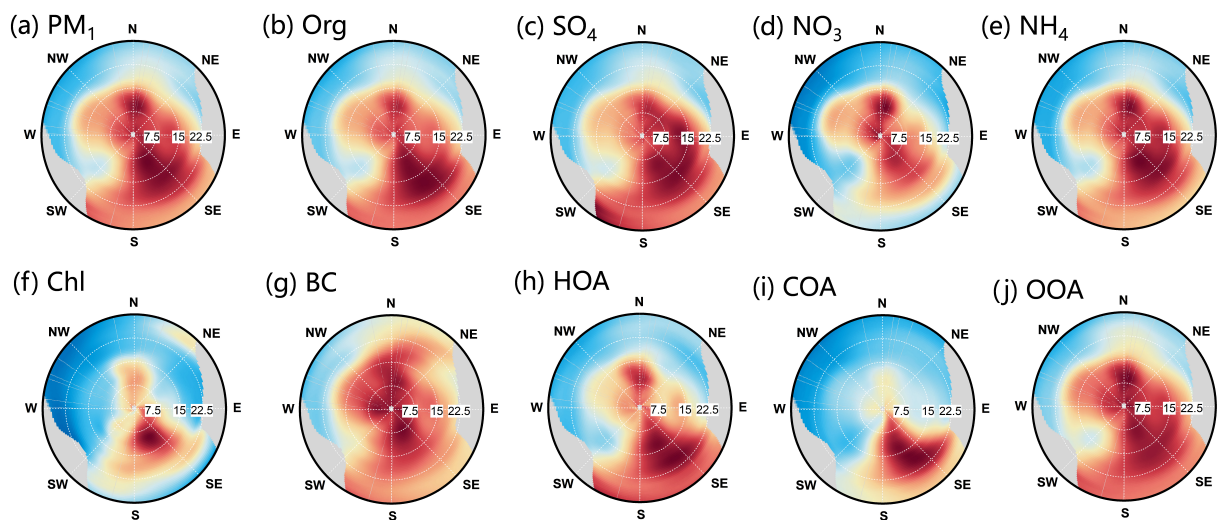 (a) PM₁
N
NW
NE
W
7.5
15
22.5
E
SW
SE
S
(b) Org
N
NW
NE
W
7.5
15
22.5
E
SW
SE
S
(c) SO₄
N
NW
NE
W
7.5
15
22.5
E
SW
SE
S
(d) NO₃
N
NW
NE
W
7.5
15
22.5
E
SW
SE
S
(e) NH₄
N
NW
NE
W
7.5
15
22.5
E
SW
SE
S
(f) Chl
N
NW
NE
W
7.5
15
22.5
E
SW
SE
S
(g) BC
N
NW
NE
W
7.5
15
22.5
E
SW
SE
S
(h) HOA
N
NW
NE
W
7.5
15
22.5
E
SW
SE
S
(i) COA
N
NW
NE
W
7.5
15
22.5
E
SW
SE
S
(j) OOA
N
NW
NE
W
7.5
15
22.5
E
SW
SE
S